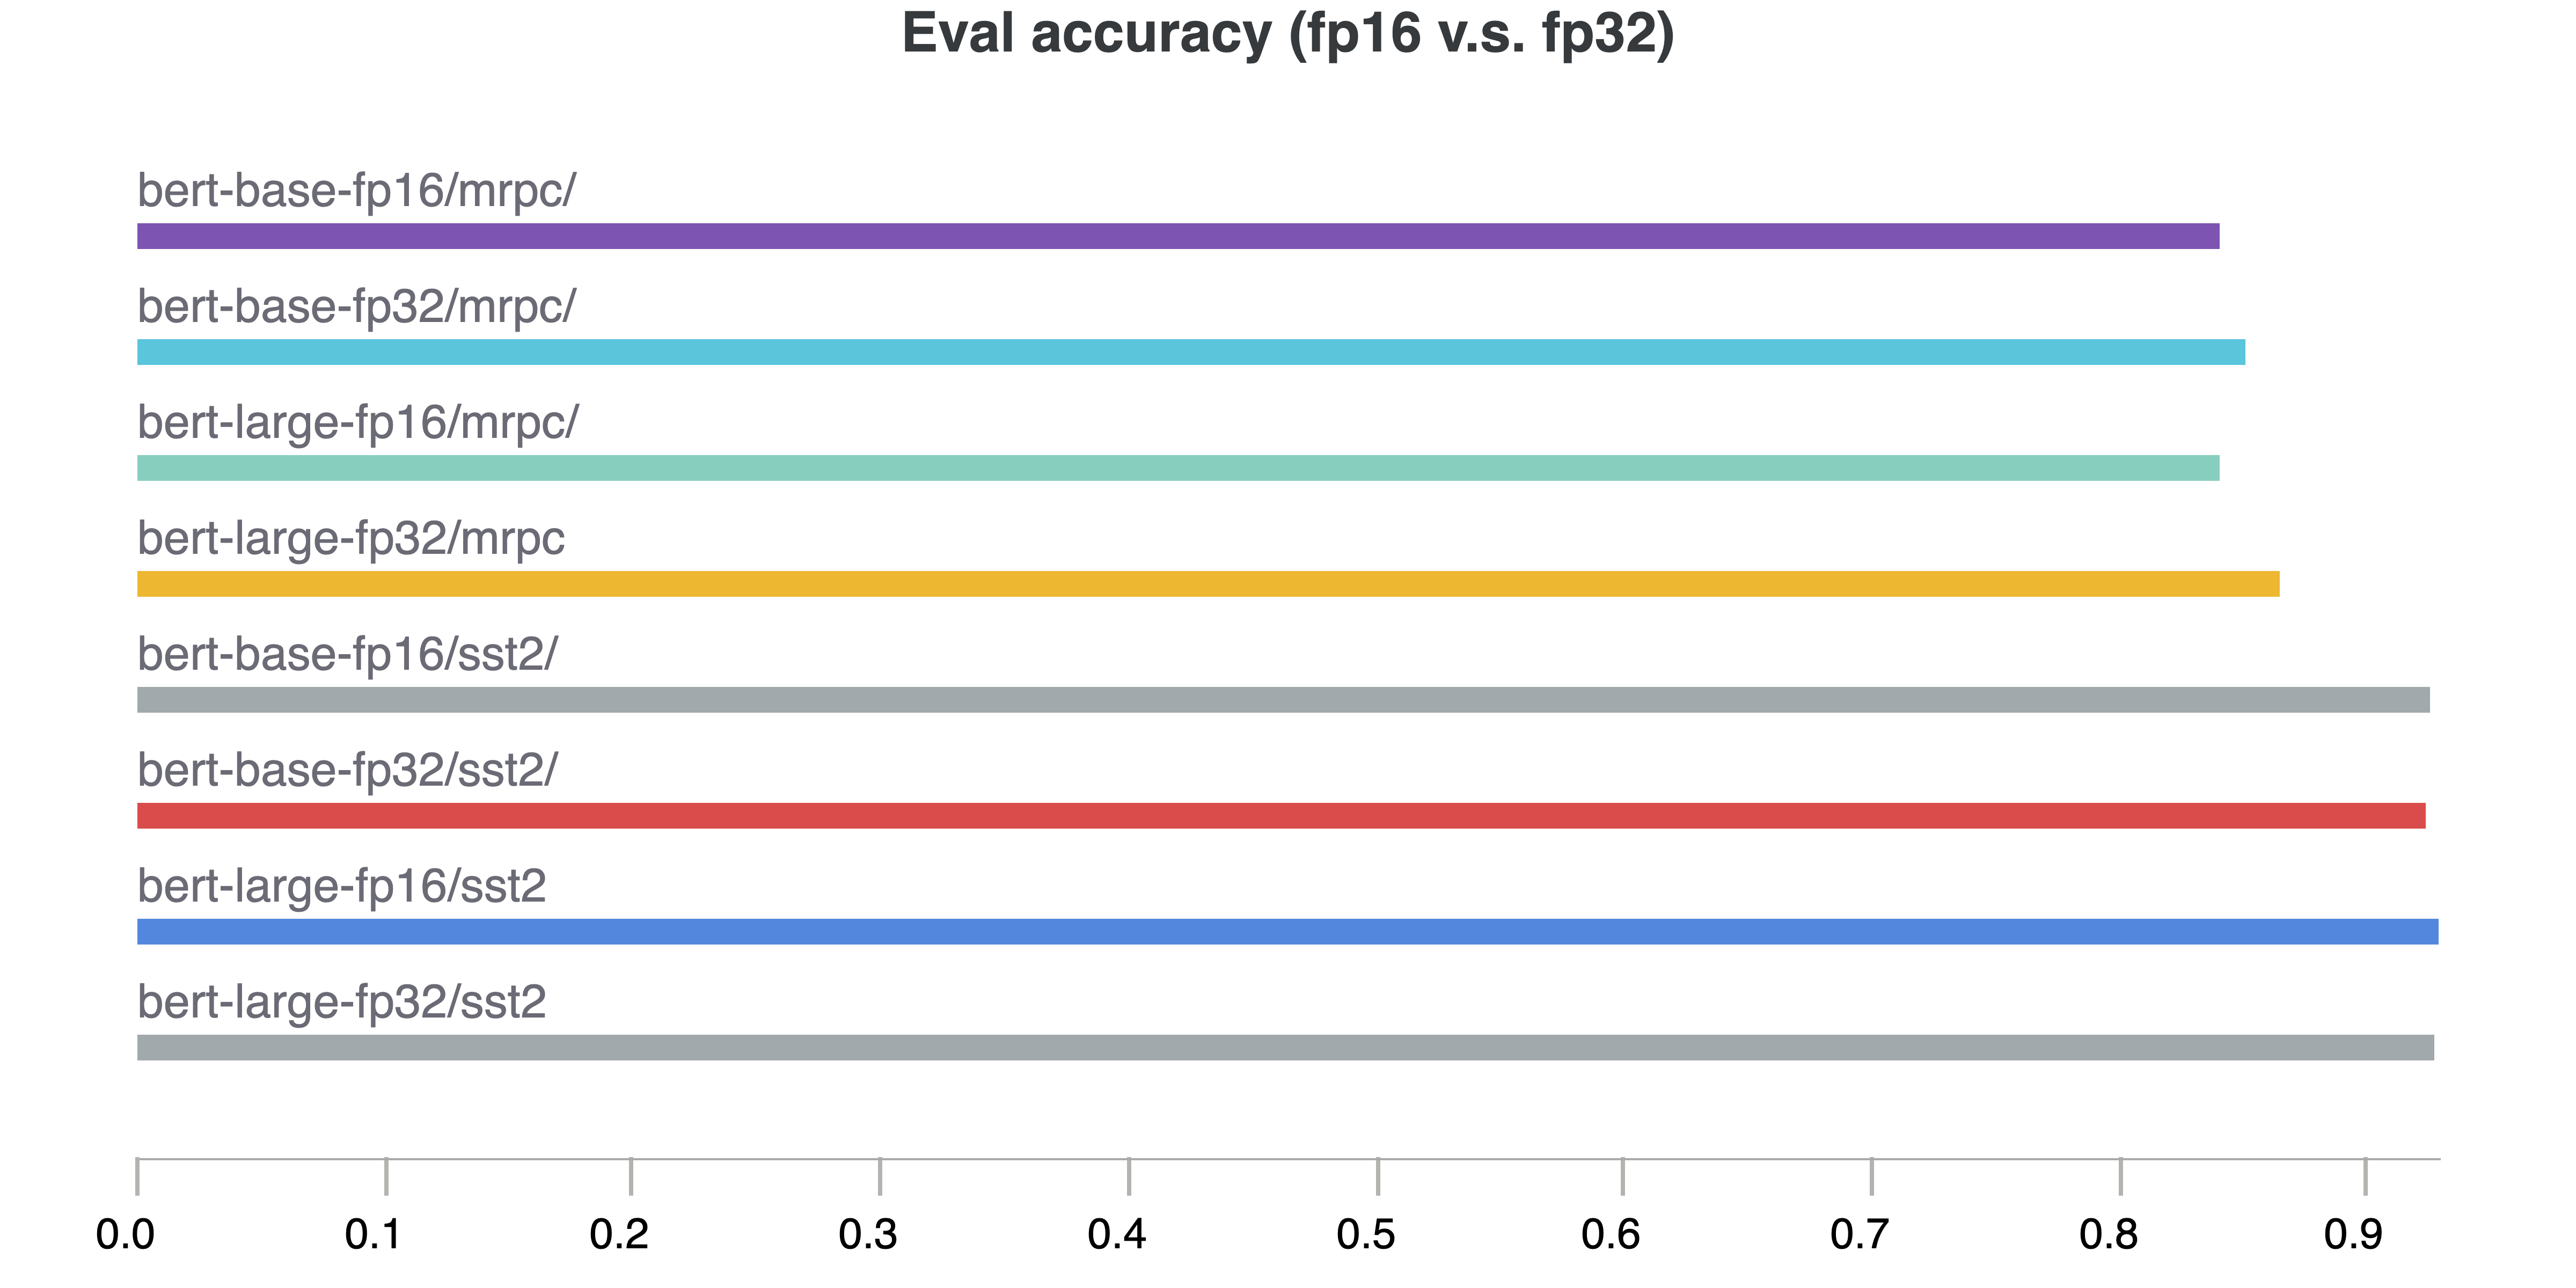 Eval accuracy (fp16 v.s. fp32)
bert-base-fp16/mrpc/
bert-base-fp32/mrpc/
bert-large-fp16/mrpc/
bert-large-fp32/mrpc
bert-base-fp16/sst2/
bert-base-fp32/sst2/
bert-large-fp16/sst2
bert-large-fp32/sst2
0.0 0.1 0.2 0.3 0.4 0.5 0.6 0.7 0.8 0.9